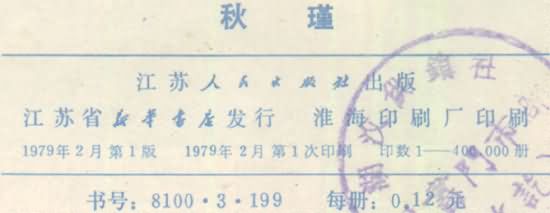 秋 瑾
江苏人民出版社出版
江苏省新华书店发行 淮海印刷厂印刷
1979年2月第1版 1979年2月第1次印刷 印数1—400,000册
书号：8100·3·199 每册：0.12元